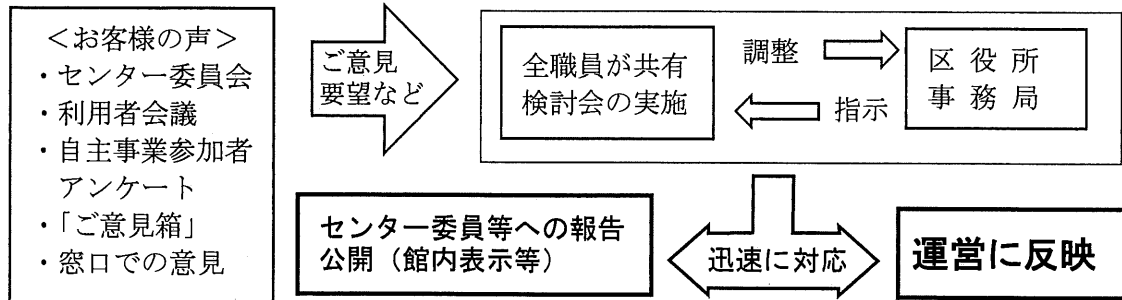 ＜お客様の声＞
・センター委員会
・利用者会議
・自主事業参加者
アンケート
・「ご意見箱」
・窓口での意見
ご意見
要望など
全職員が共有
検討会の実施
調整
指示
区役所
事務局
センター委員等への報告
公開（館内表示等）
迅速に対応
運営に反映